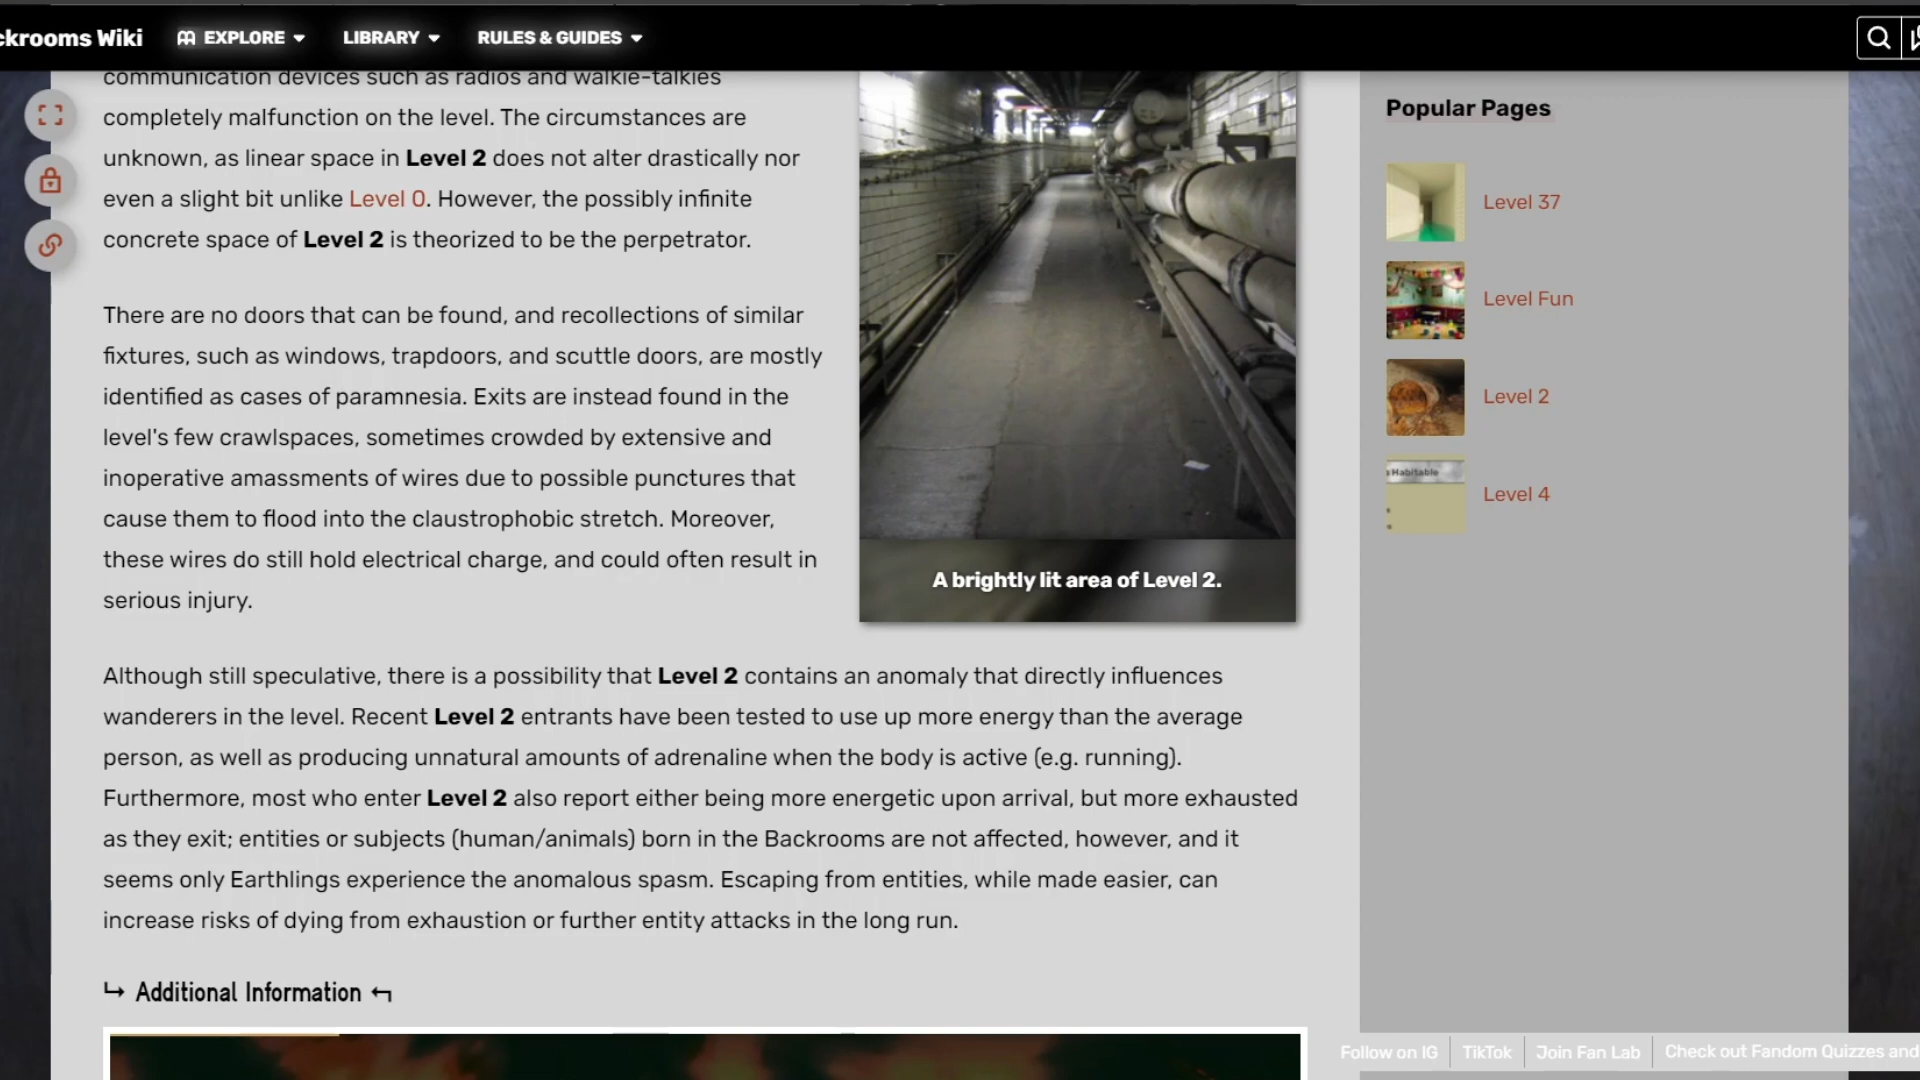 ckrooms Wiki
EXPLORE
LIBRARY
RULES & GUIDES
communication devices such as radios and walkie-talkies
completely malfunction on the level. The circumstances are
unknown, as linear space in Level 2 does not alter drastically nor
even a slight bit unlike Level 0. However, the possibly infinite
concrete space of Level 2 is theorized to be the perpetrator.
There are no doors that can be found, and recollections of similar
fixtures, such as windows, trapdoors, and scuttle doors, are mostly
identified as cases of paramnesia. Exits are instead found in the
level's few crawlspaces, sometimes crowded by extensive and
inoperative amassments of wires due to possible punctures that
cause them to flood into the claustrophobic stretch. Moreover,
these wires do still hold electrical charge, and could often result in
serious injury.
A brightly lit area of Level 2.
Although still speculative, there is a possibility that Level 2 contains an anomaly that directly influences
wanderers in the level. Recent Level 2 entrants have been tested to use up more energy than the average
person, as well as producing unnatural amounts of adrenaline when the body is active (e.g. running).
Furthermore, most who enter Level 2 also report either being more energetic upon arrival, but more exhausted
as they exit; entities or subjects (human/animals) born in the Backrooms are not affected, however, and it
seems only Earthlings experience the anomalous spasm. Escaping from entities, while made easier, can
increase risks of dying from exhaustion or further entity attacks in the long run.
↳ Additional Information ↰
Popular Pages
Level 37
Level Fun
Level 2
Habitable
Level 4
Follow on IG
TikTok
Join Fan Lab
Check out Fandom Quizzes and